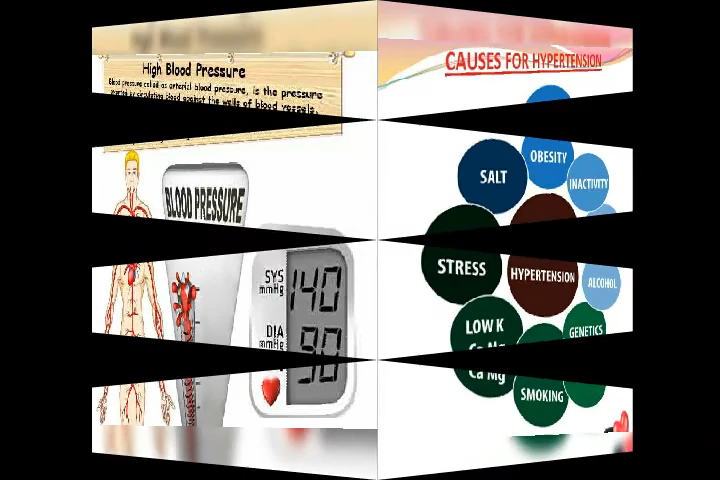 High Blood Pressure
Blood pressure called as arterial blood pressure, is the pressure
exerted by circulating blood against the walls of blood vessels.
BLOOD PRESSURE
SYS
mmHg
140
DIA
mmHg
90
CAUSES FOR HYPERTENSION
OBESITY
SALT
INACTIVITY
STRESS
HYPERTENSION
ALCOHOL
LOW K
Ca Mg
GENETICS
SMOKING